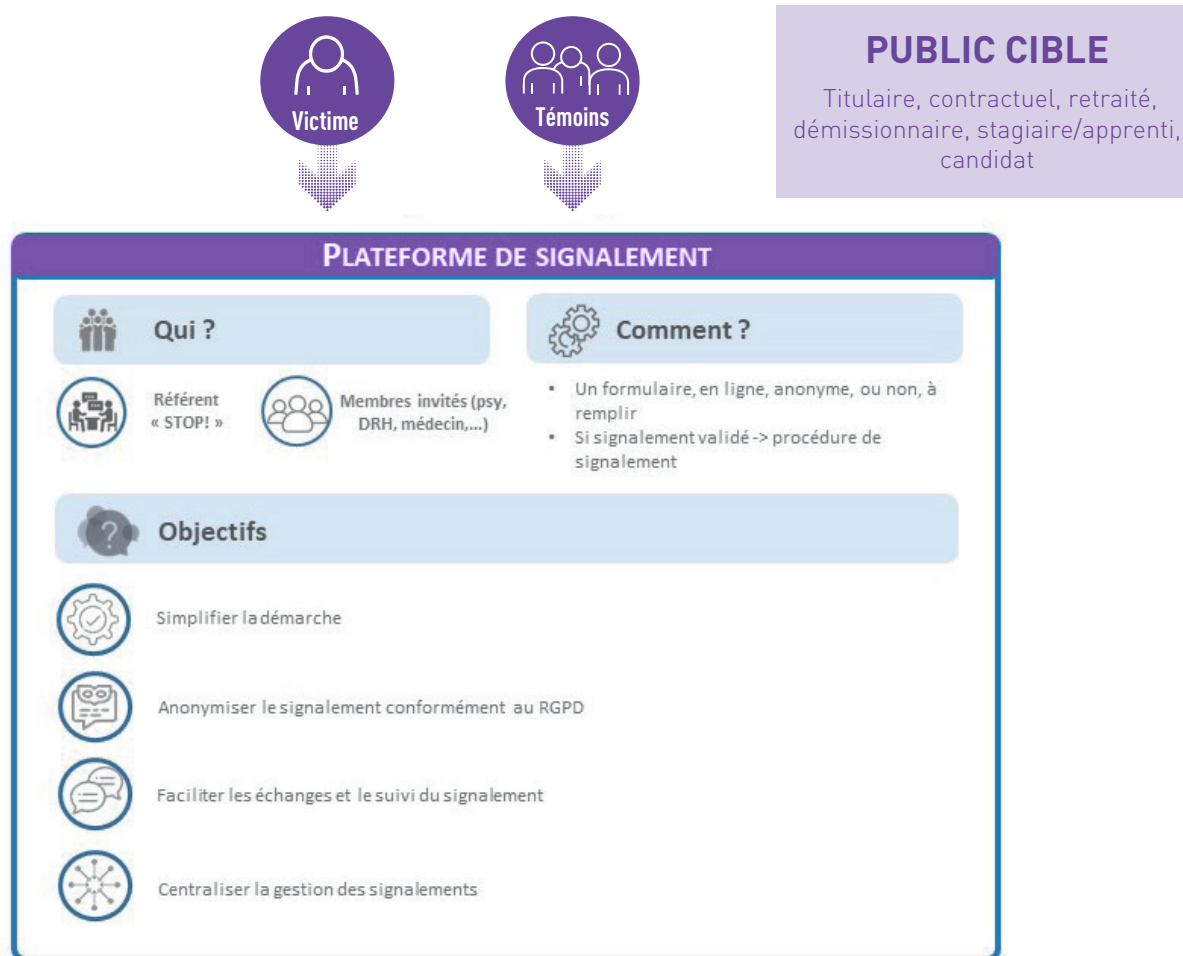 Victime
Témoins
PUBLIC CIBLE
Titulaire, contractuel, retraité,
démissionnaire, stagiaire/apprenti,
candidat
PLATEFORME DE SIGNALEMENT
Qui ?
Comment ?
Référent
« STOP! »
Membres invités (psy,
DRH, médecin,...)
• Un formulaire, en ligne, anonyme, ou non, à
remplir
• Si signalement validé -> procédure de
signalement
Objectifs
Simplifier la démarche
Anonymiser le signalement conformément au RGPD
Faciliter les échanges et le suivi du signalement
Centraliser la gestion des signalements